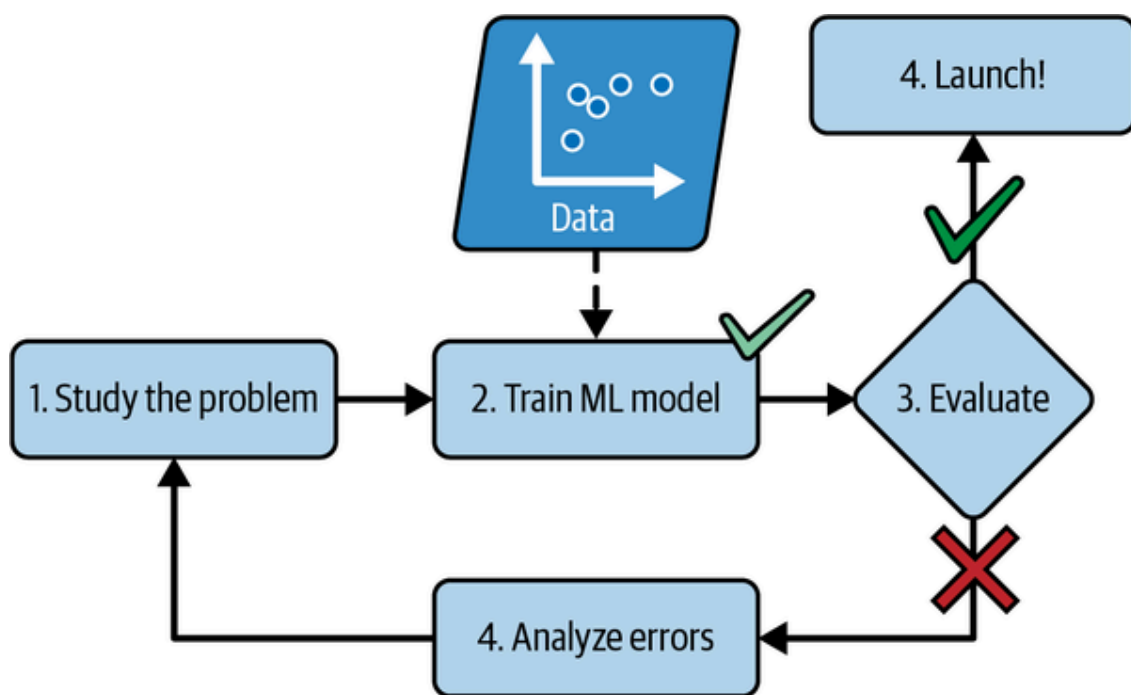 4. Launch!
Data
1. Study the problem
2. Train ML model
3. Evaluate
4. Analyze errors